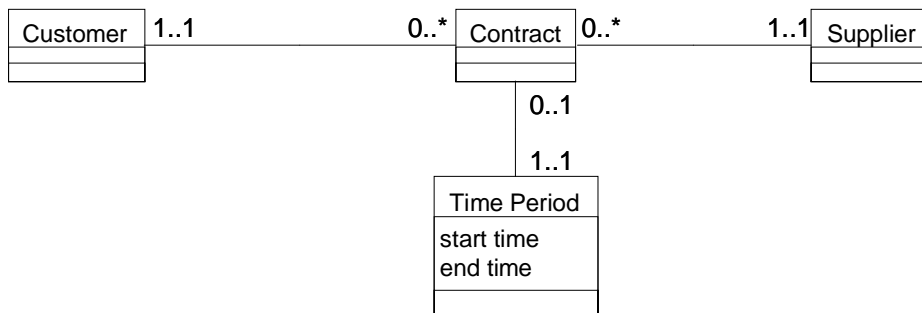 Customer 1..1 0..* Contract 0..* 1..1 Supplier
0..1
1..1
Time Period
start time
end time